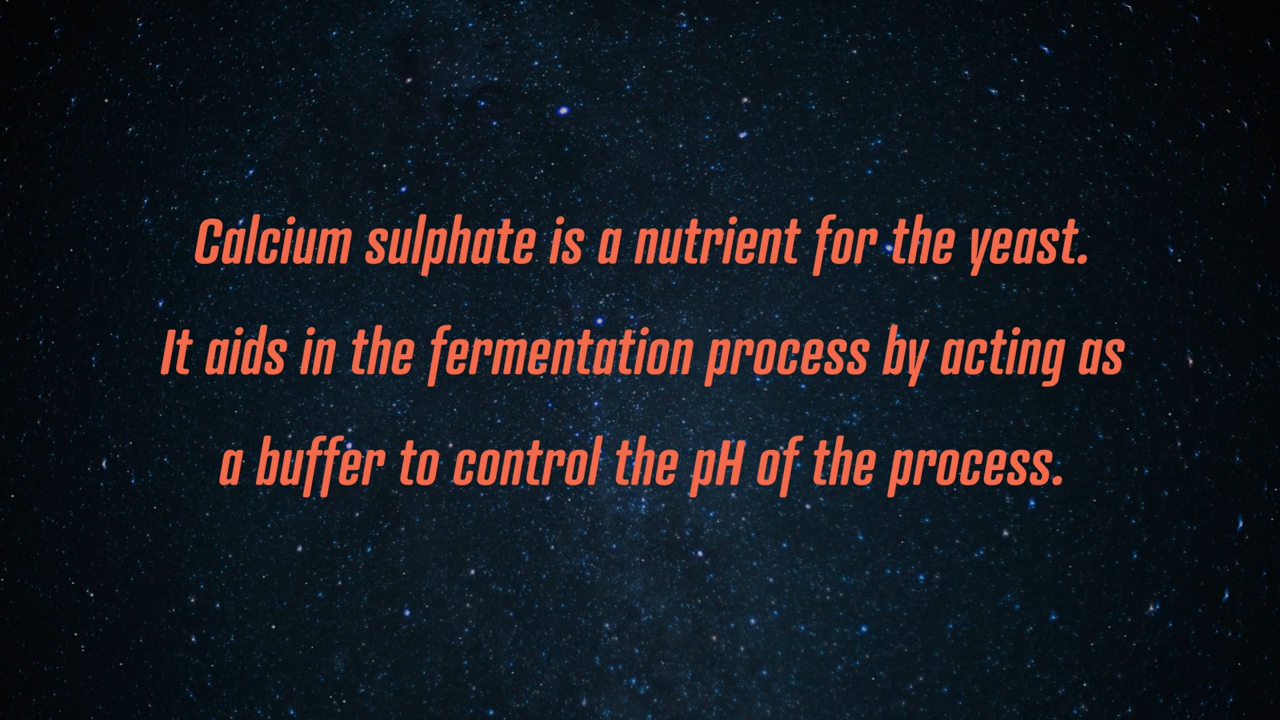 Calcium sulphate is a nutrient for the yeast.
It aids in the fermentation process by acting as
a buffer to control the pH of the process.